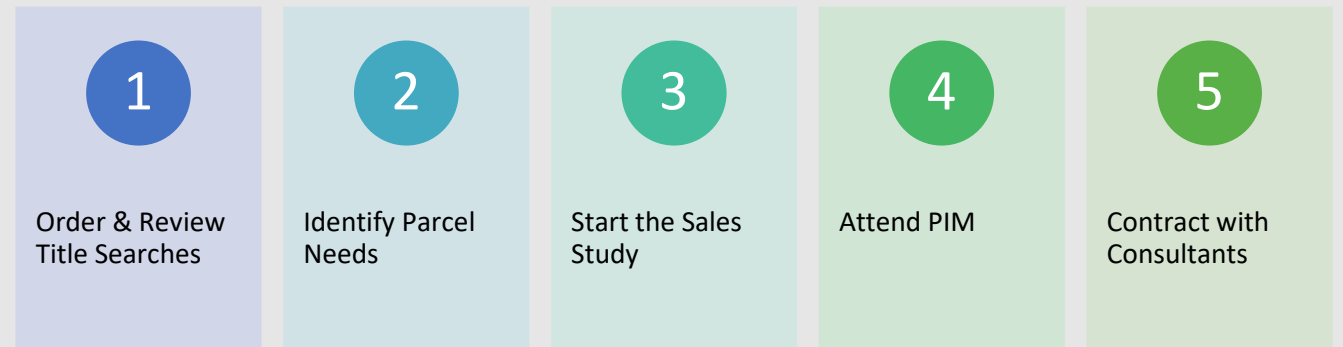 1
Order & Review
Title Searches
2
Identify Parcel
Needs
3
Start the Sales
Study
4
Attend PIM
5
Contract with
Consultants